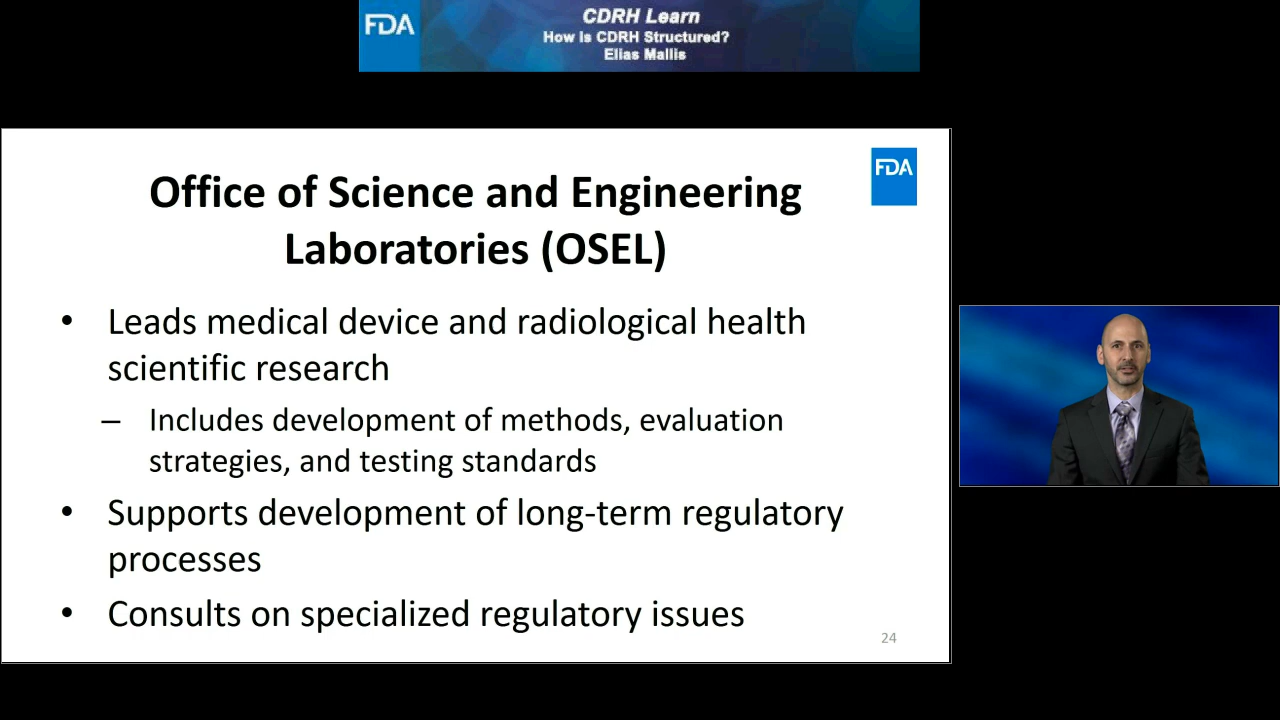 FDA
CDRH Learn
How Is CDRH Structured?
Elias Mallis
FDA
Office of Science and Engineering
Laboratories (OSEL)
• Leads medical device and radiological health
scientific research
– Includes development of methods, evaluation
strategies, and testing standards
• Supports development of long-term regulatory
processes
• Consults on specialized regulatory issues
24